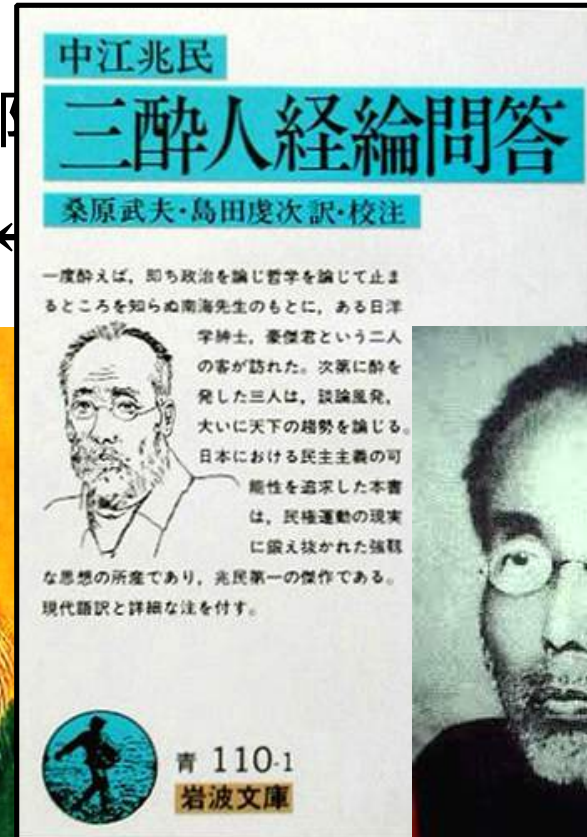 中江兆民
三酔人経綸問答
桑原武夫・島田虔次 訳・校注
一度酔えば，即ち政治を論じ哲学を論じて止ま
るところを知らぬ南海先生のもとに，ある日洋
学紳士，豪傑君という二人
の客が訪れた。次第に酔を
発した三人は，談論風発，
大いに天下の趨勢を論じる。
日本における民主主義の可
能性を追求した本書
は，民権運動の現実
に鍛え抜かれた強靱
な思想の所産であり，兆民第一の傑作である。
現代語訳と詳細な注を付す。
青 110-1
岩波文庫